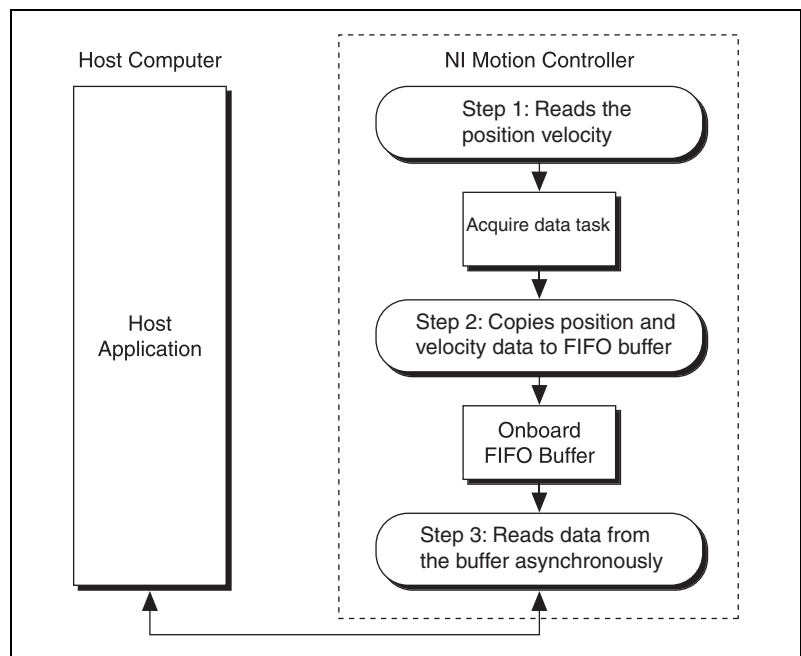 Host Computer
Host
Application
NI Motion Controller
Step 1: Reads the
position velocity
Acquire data task
Step 2: Copies position and
velocity data to FIFO buffer
Onboard
FIFO Buffer
Step 3: Reads data from
the buffer asynchronously